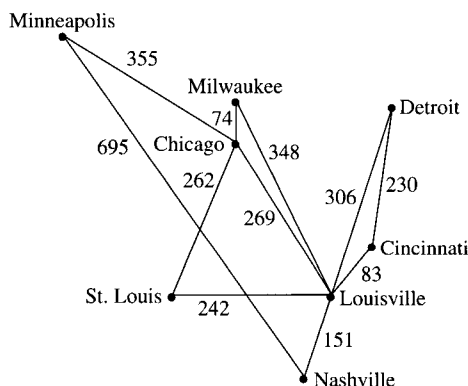 Minneapolis
355
Milwaukee
74
Detroit
Chicago
695
348
262
306
230
269
Cincinnati
83
St. Louis
242
Louisville
151
Nashville